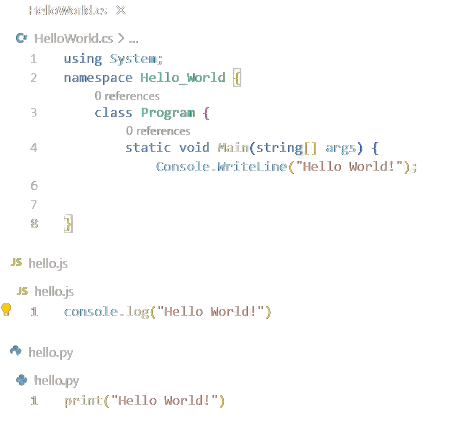 HelloWorld.cs ×
HelloWorld.cs > ...
1 using System;
2 namespace Hello_World {
0 references
3 class Program {
0 references
4 static void Main(string[] args) {
Console.WriteLine("Hello World!");
6
7
8 }
JS hello.js
JS hello.js
1 console.log("Hello World!")
hello.py
hello.py
1 print("Hello World!")